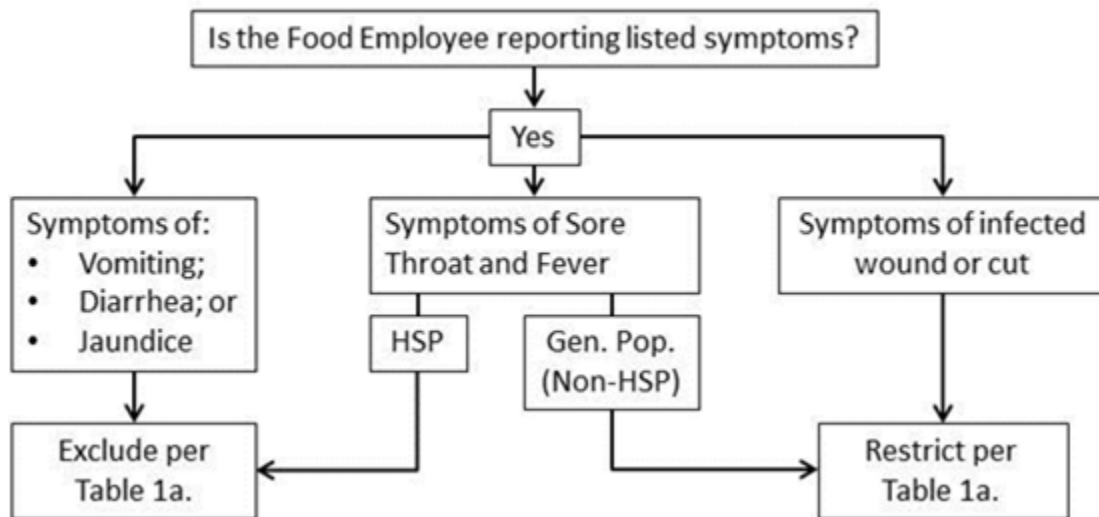 Is the Food Employee reporting listed symptoms?
Yes
Symptoms of:
• Vomiting;
• Diarrhea; or
• Jaundice
Symptoms of Sore
Throat and Fever
Symptoms of infected
wound or cut
HSP
Gen. Pop.
(Non-HSP)
Exclude per
Table 1a.
Restrict per
Table 1a.